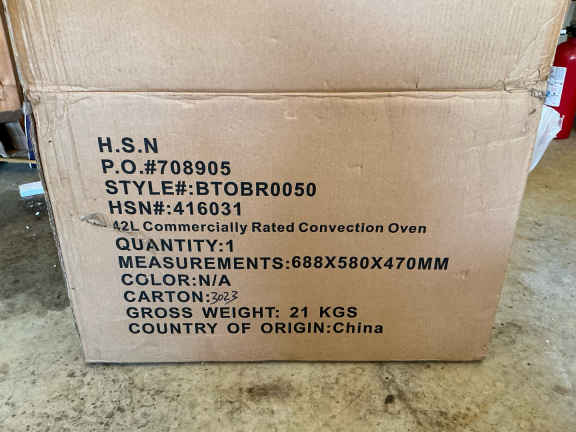 H.S.N
P.O.#708905
STYLE#:BTOBR0050
HSN#:416031
42L Commercially Rated Convection Oven
QUANTITY:1
MEASUREMENTS:688X580X470MM
COLOR:N/A
CARTON:3023
GROSS WEIGHT: 21 KGS
COUNTRY OF ORIGIN:China